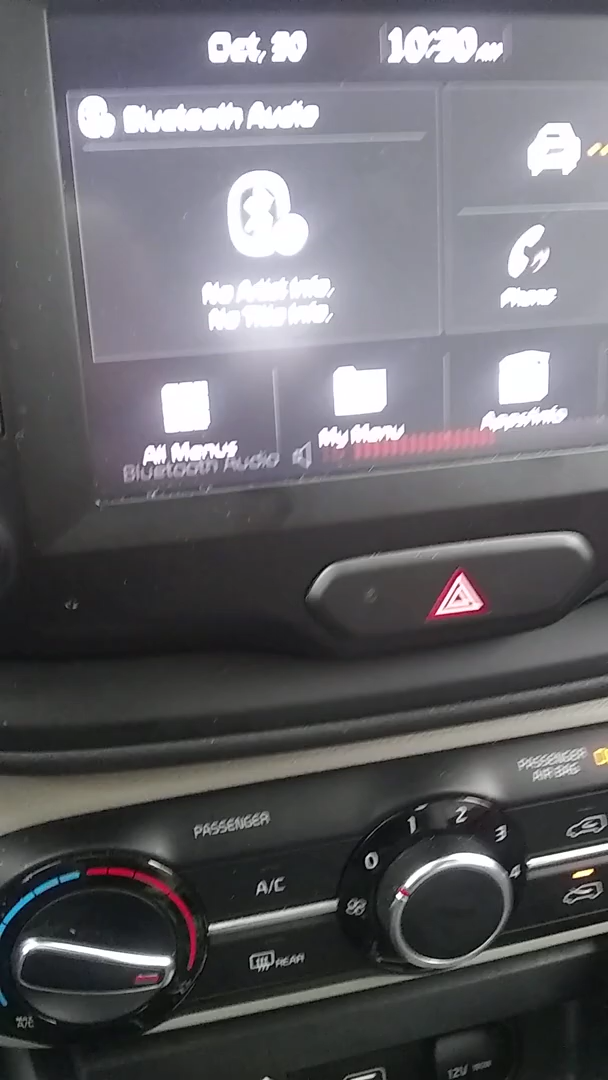 Oct, 30 10:30 AM
Bluetooth Audio
No Artist Info,
No Title Info,
Phone
All Menus My Menu Apps/Info
Bluetooth Audio
PASSENGER
AIR BAG
PASSENGER
A/C
REAR
0 1 2 3 4
MAX
A/C
12V